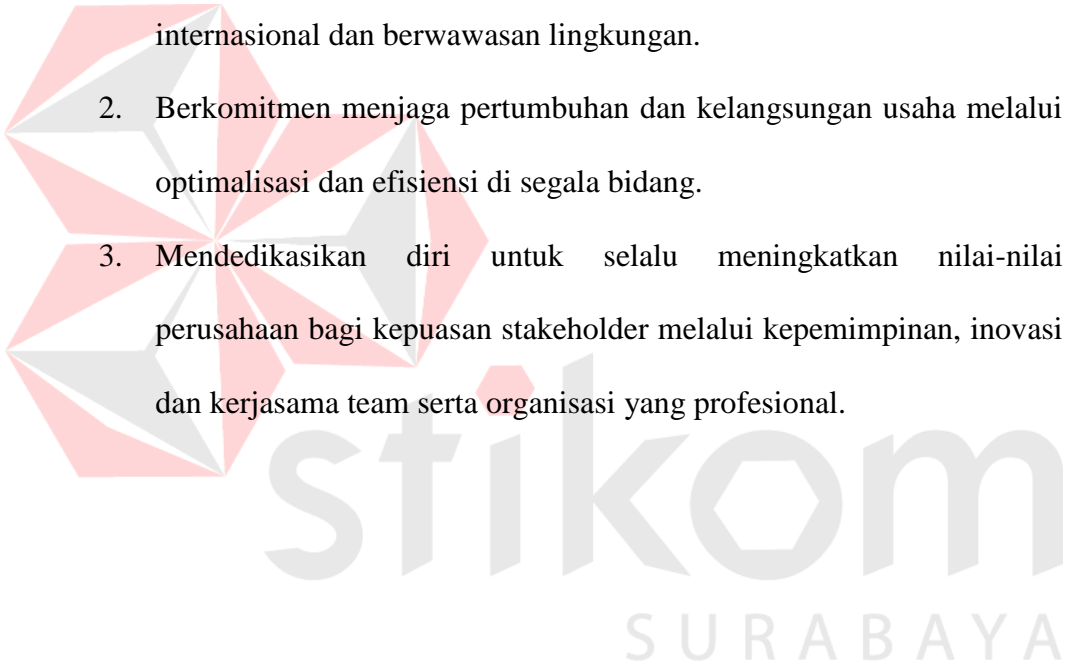 internasional dan berwawasan lingkungan.
2. Berkomitmen menjaga pertumbuhan dan kelangsungan usaha melalui
optimalisasi dan efisiensi di segala bidang.
3. Mendedikasikan diri untuk selalu meningkatkan nilai-nilai
perusahaan bagi kepuasan stakeholder melalui kepemimpinan, inovasi
dan kerjasama team serta organisasi yang profesional.
stikom
SURABAYA